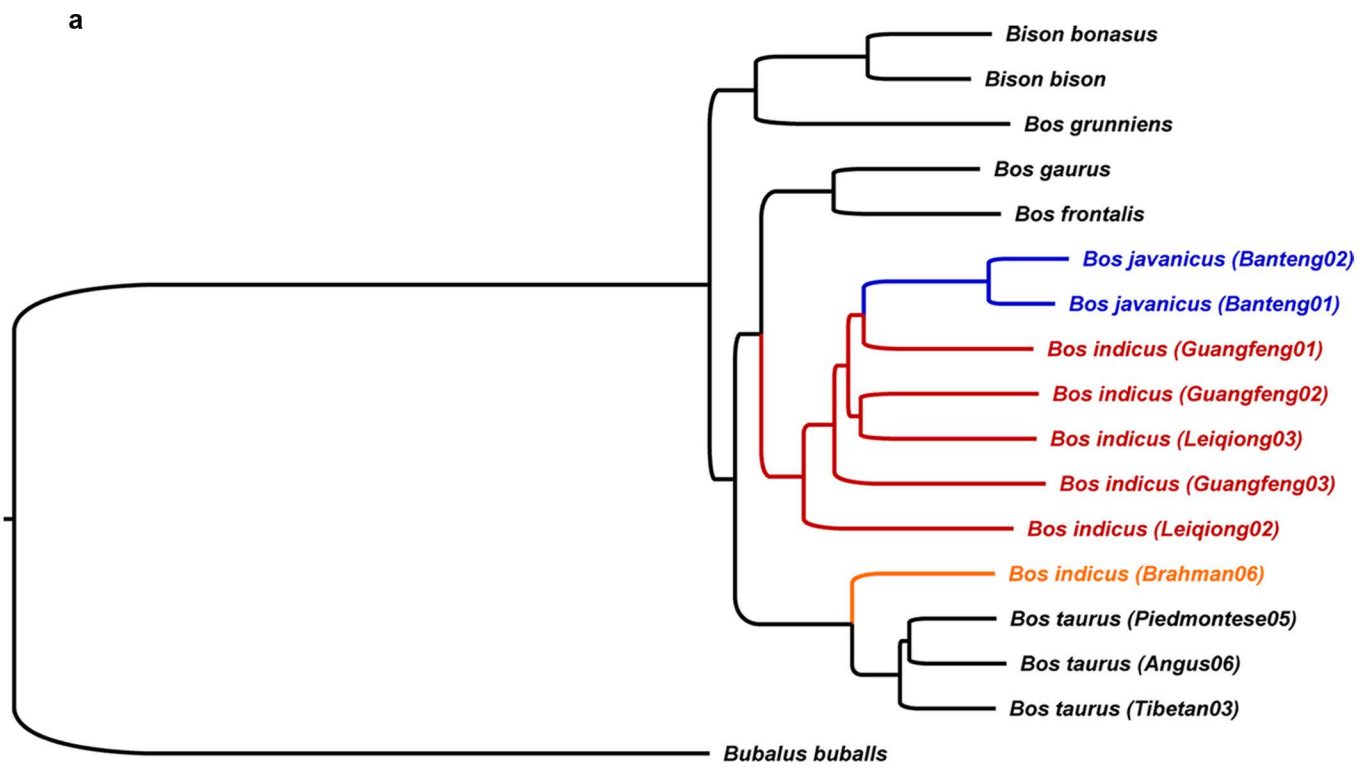 a
Bison bonasus
Bison bison
Bos grunniens
Bos gaurus
Bos frontalis
Bos javanicus (Banteng02)
Bos javanicus (Banteng01)
Bos indicus (Guangfeng01)
Bos indicus (Guangfeng02)
Bos indicus (Leiqiong03)
Bos indicus (Guangfeng03)
Bos indicus (Leiqiong02)
Bos indicus (Brahman06)
Bos taurus (Piedmontese05)
Bos taurus (Angus06)
Bos taurus (Tibetan03)
Bubalus buballs